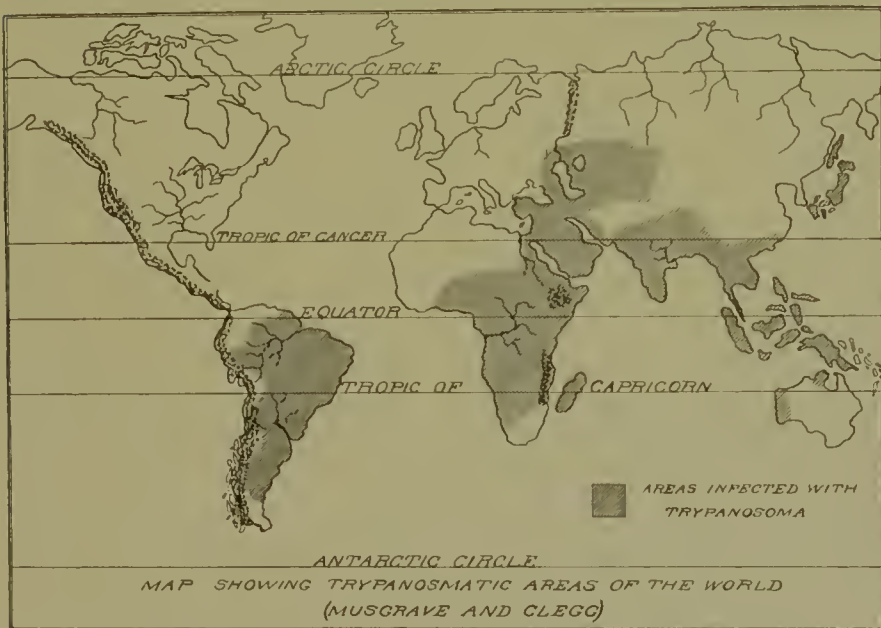 ARCTIC CIRCLE
TROPIC OF CANCER
EQUATOR
TROPIC OF CAPRICORN
AREAS INFECTED WITH
TRYPANOSOMA
ANTARCTIC CIRCLE
MAP SHOWING TRYPANOSMATIC AREAS OF THE WORLD
(MUSGRAVE AND CLEGG)